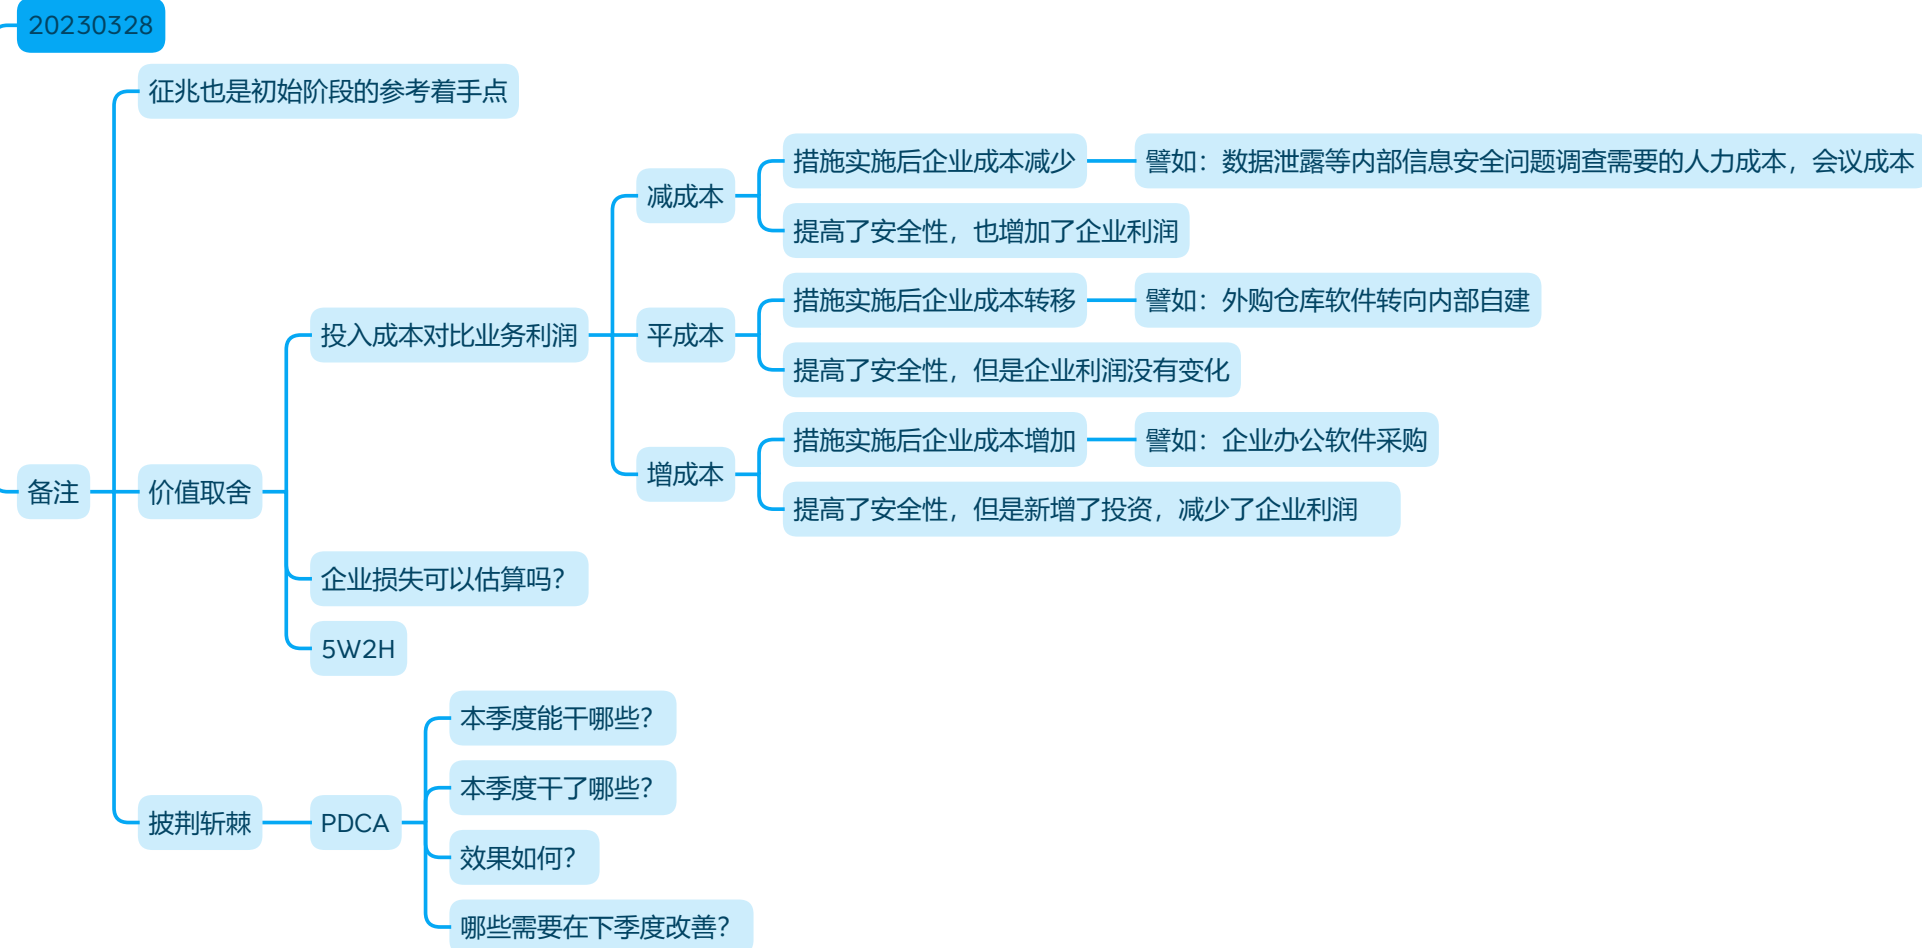 20230328
征兆也是初始阶段的参考着手点
措施实施后企业成本减少
譬如：数据泄露等内部信息安全问题调查需要的人力成本，会议成本
减成本
提高了安全性，也增加了企业利润
措施实施后企业成本转移
譬如：外购仓库软件转向内部自建
投入成本对比业务利润
平成本
提高了安全性，但是企业利润没有变化
措施实施后企业成本增加
譬如：企业办公软件采购
增成本
备注
价值取舍
提高了安全性，但是新增了投资，减少了企业利润
企业损失可以估算吗？
5W2H
本季度能干哪些？
本季度干了哪些？
披荆斩棘
PDCA
效果如何？
哪些需要在下季度改善？